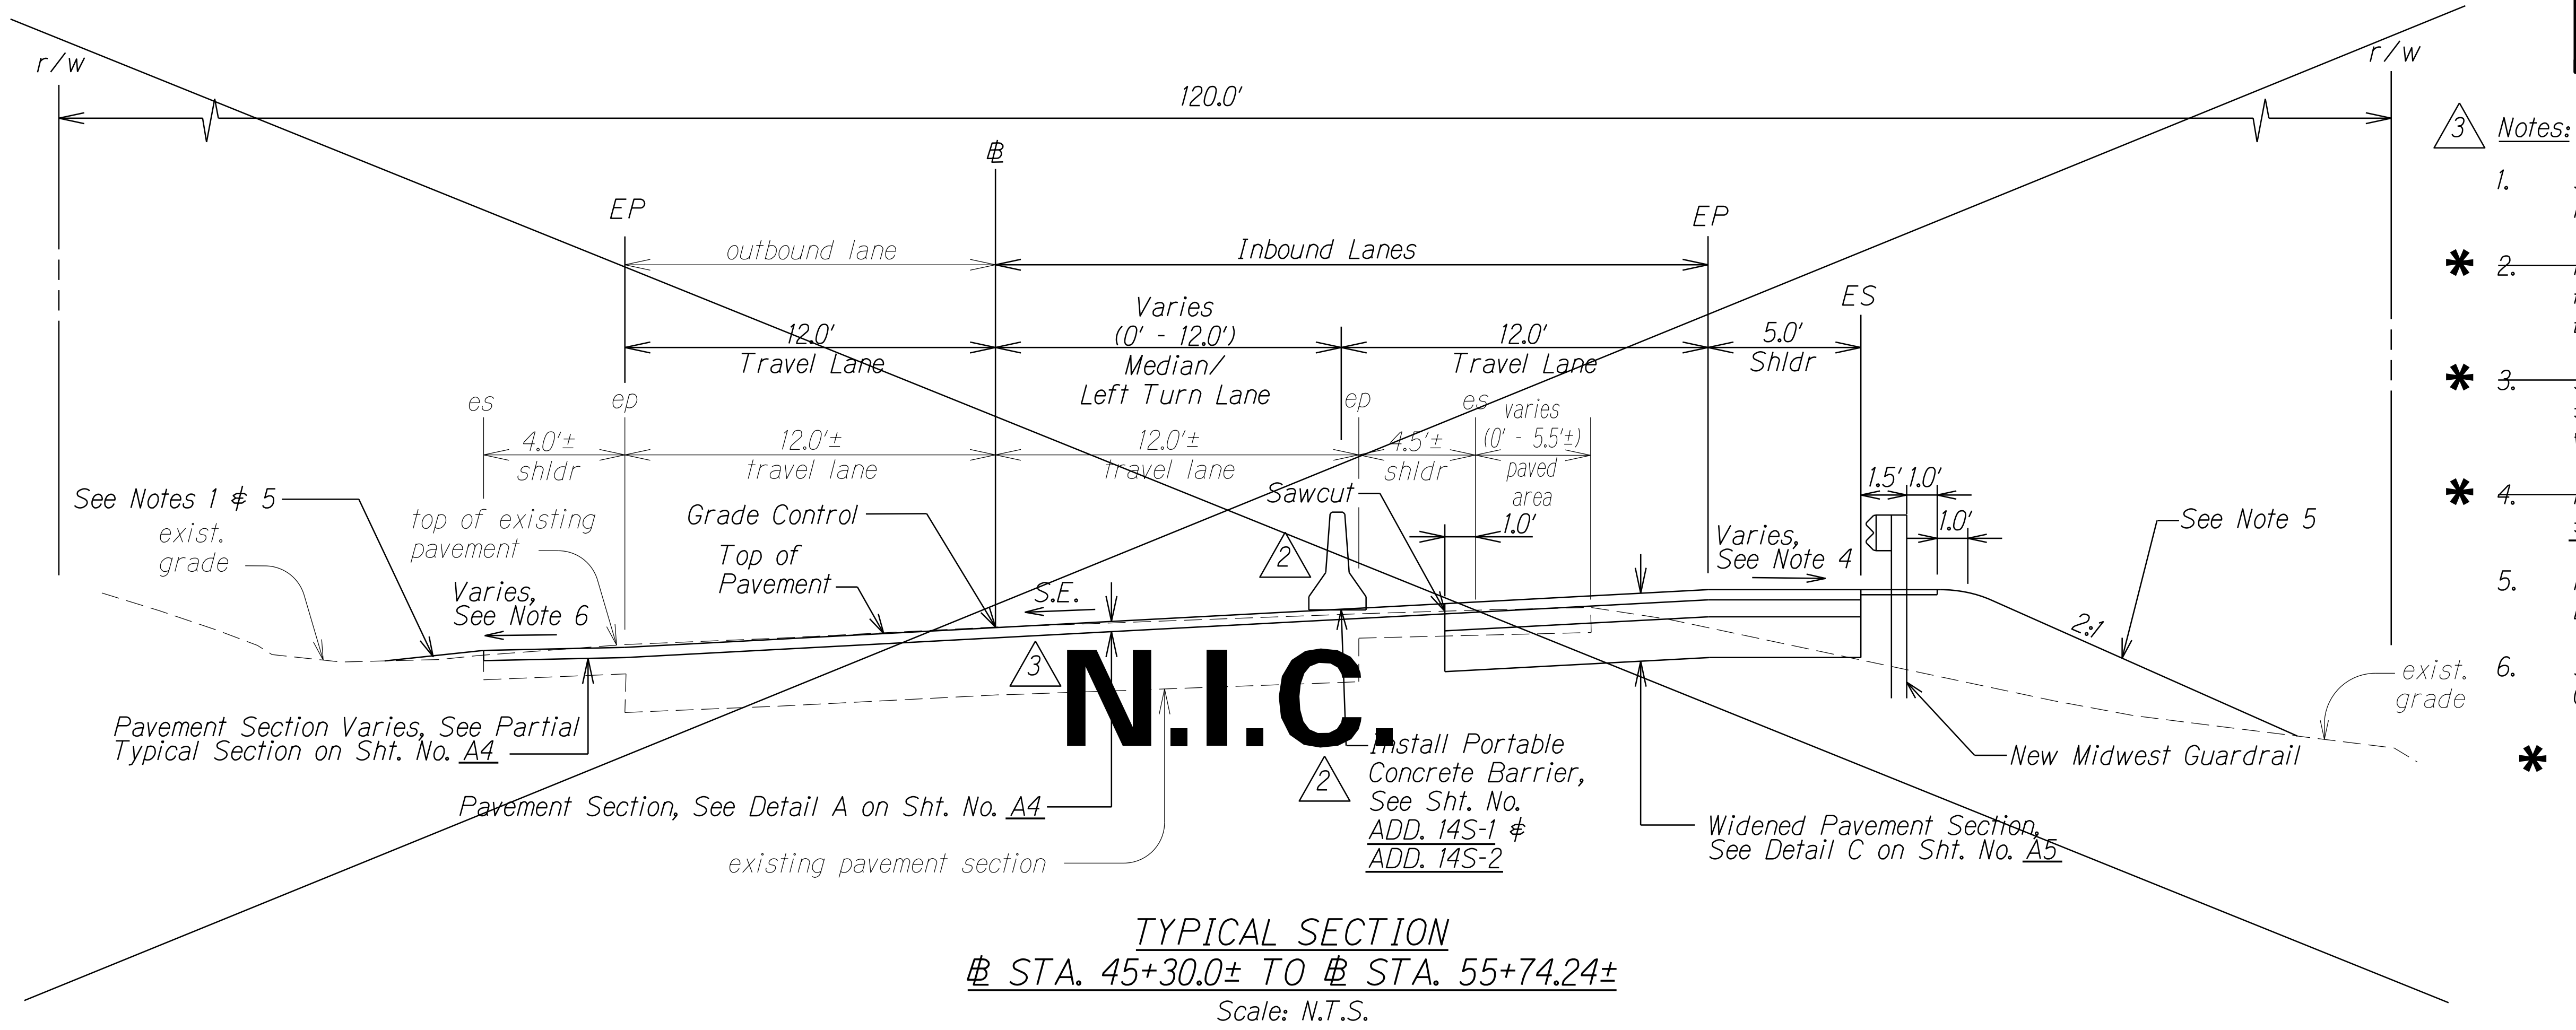 r/w
r/w
120.0'
3
Notes:
℄
1.
EP
EP
outbound lane
Inbound Lanes
* 2.
ES
Varies
(0' - 12.0')
12.0'
12.0'
5.0'
Travel Lane
Median/
Left Turn Lane
Travel Lane
Shldr
* 3.
es
ep
ep
es
varies
(0' - 5.5'±)
paved
area
4.0'±
shldr
12.0'±
travel lane
12.0'±
travel lane
4.5'±
shldr
1.5'
1.0'
See Notes 1 & 5
* 4.
exist.
grade
top of existing
pavement
Grade Control
Sawcut
1.0'
1.0'
See Note 5
Top of
Pavement
2
Varies,
See Note 4
5.
Varies,
See Note 6
S.E.
2:1
3
N.I.C.
6.
exist.
grade
Pavement Section Varies, See Partial
Typical Section on Sht. No. A4
*
New Midwest Guardrail
2
Install Portable
Concrete Barrier,
See Sht. No.
ADD. 14S-1 &
ADD. 14S-2
Pavement Section, See Detail A on Sht. No. A4
Widened Pavement Section,
See Detail C on Sht. No. A5
existing pavement section
TYPICAL SECTION
℄ STA. 45+30.0± TO ℄ STA. 55+74.24±
Scale: N.T.S.